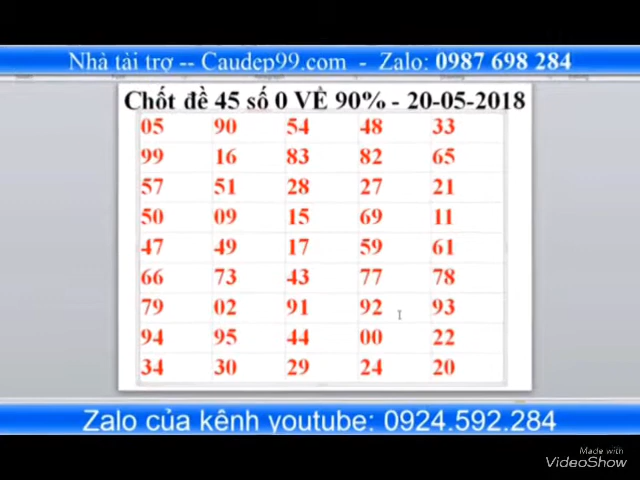 Nhà tài trợ -- Caudep99.com - Zalo: 0987 698 284
Chốt đề 45 số 0 VỀ 90% - 20-05-2018
05 90 54 48 33
99 16 83 82 65
57 51 28 27 21
50 09 15 69 11
47 49 17 59 61
66 73 43 77 78
79 02 91 92 93
94 95 44 00 22
34 30 29 24 20
Zalo của kênh youtube: 0924.592.284
Made with
VideoShow